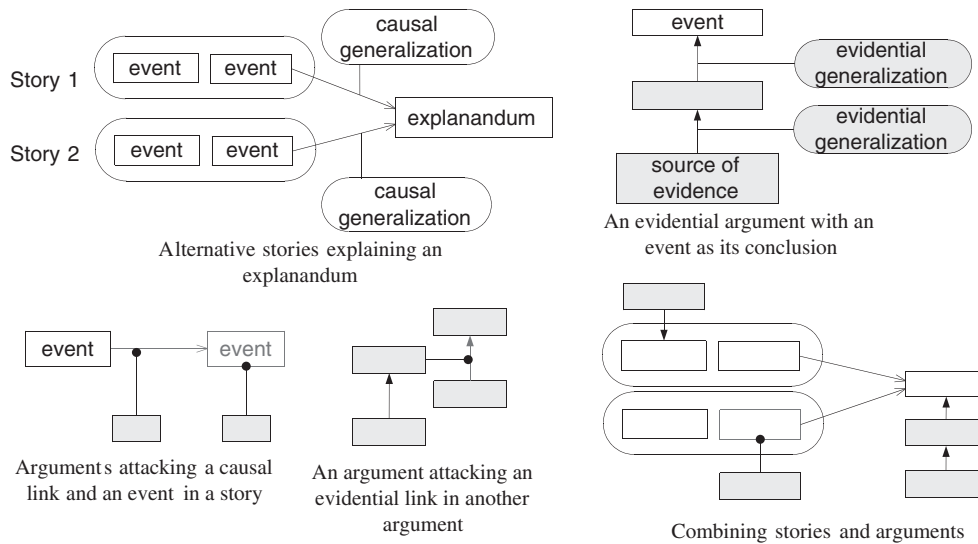 causal
generalization
Story 1
event
event
explanandum
Story 2
event
event
causal
generalization
Alternative stories explaining an
explanandum
event
evidential
generalization
evidential
generalization
source of
evidence
An evidential argument with an
event as its conclusion
event
event
Arguments attacking a causal
link and an event in a story
An argument attacking an
evidential link in another
argument
Combining stories and arguments